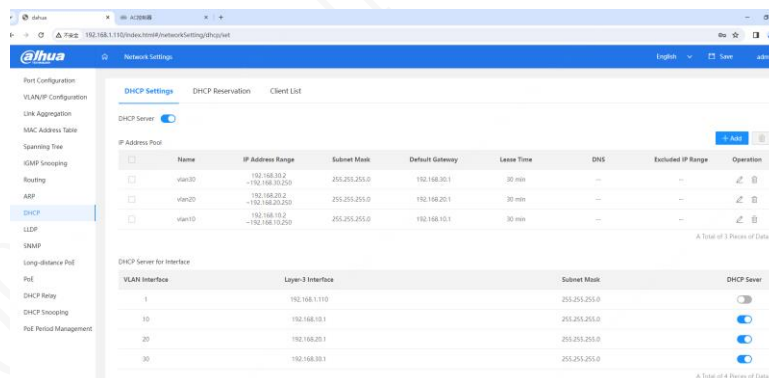 dahua
AC控制器
不安全
192.168.1.110/index.html#/networkSetting/dhcp/set
alhua
Network Settings
English
Save
adm
Port Configuration
VLAN/IP Configuration
Link Aggregation
MAC Address Table
Spanning Tree
IGMP Snooping
Routing
ARP
DHCP
LLDP
SNMP
Long-distance PoE
PoE
DHCP Relay
DHCP Snooping
PoE Period Management
DHCP Settings DHCP Reservation Client List
DHCP Server
IP Address Pool
+ Add
Name IP Address Range Subnet Mask Default Gateway Lease Time DNS Excluded IP Range Operation
vlan30 192.168.30.2 ~192.168.30.250 255.255.255.0 192.168.30.1 30 min -- --
vlan20 192.168.20.2 ~192.168.20.250 255.255.255.0 192.168.20.1 30 min -- --
vlan10 192.168.10.2 ~192.168.10.250 255.255.255.0 192.168.10.1 30 min -- --
A Total of 3 Pieces of Data
DHCP Server for Interface
VLAN Interface Layer-3 Interface Subnet Mask DHCP Sever
1 192.168.1.110 255.255.255.0
10 192.168.10.1 255.255.255.0
20 192.168.20.1 255.255.255.0
30 192.168.30.1 255.255.255.0
A Total of 4 Pieces of Data